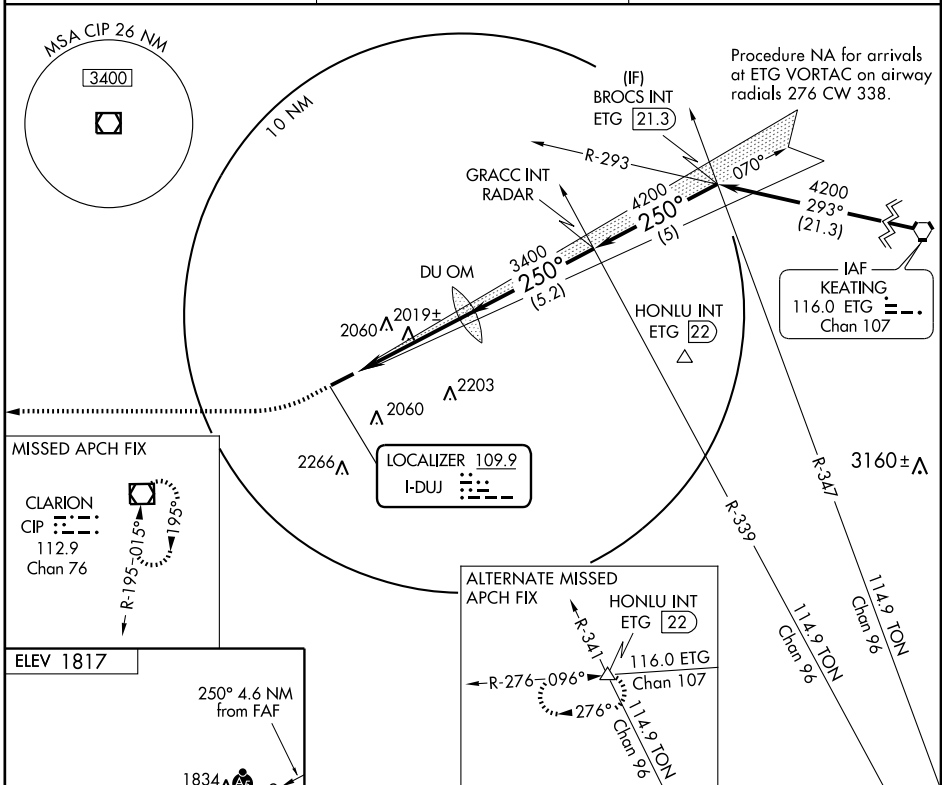 MSA CIP 26 NM
3400
10 NM
(IF)
BROCS INT
ETG 21.3
Procedure NA for arrivals
at ETG VORTAC on airway
radials 276 CW 338.
R-293
070°
GRACC INT
RADAR
4200
250°
(5)
4200
293°
(21.3)
3400
250°
(5.2)
DU OM
IAF
KEATING
116.0 ETG
Chan 107
HONLU INT
ETG 22
2060
2019±
2203
2060
2266
LOCALIZER 109.9
I-DUJ
3160±
R-347
R-339
114.9 TON
Chan 96
114.9 TON
Chan 96
MISSED APCH FIX
CLARION
CIP
112.9
Chan 76
R-195
015°
195°
ALTERNATE MISSED
APCH FIX
HONLU INT
ETG 22
R-341
116.0 ETG
Chan 107
R-276
096°
276°
114.9 TON
Chan 96
ELEV 1817
250° 4.6 NM
from FAF
1834